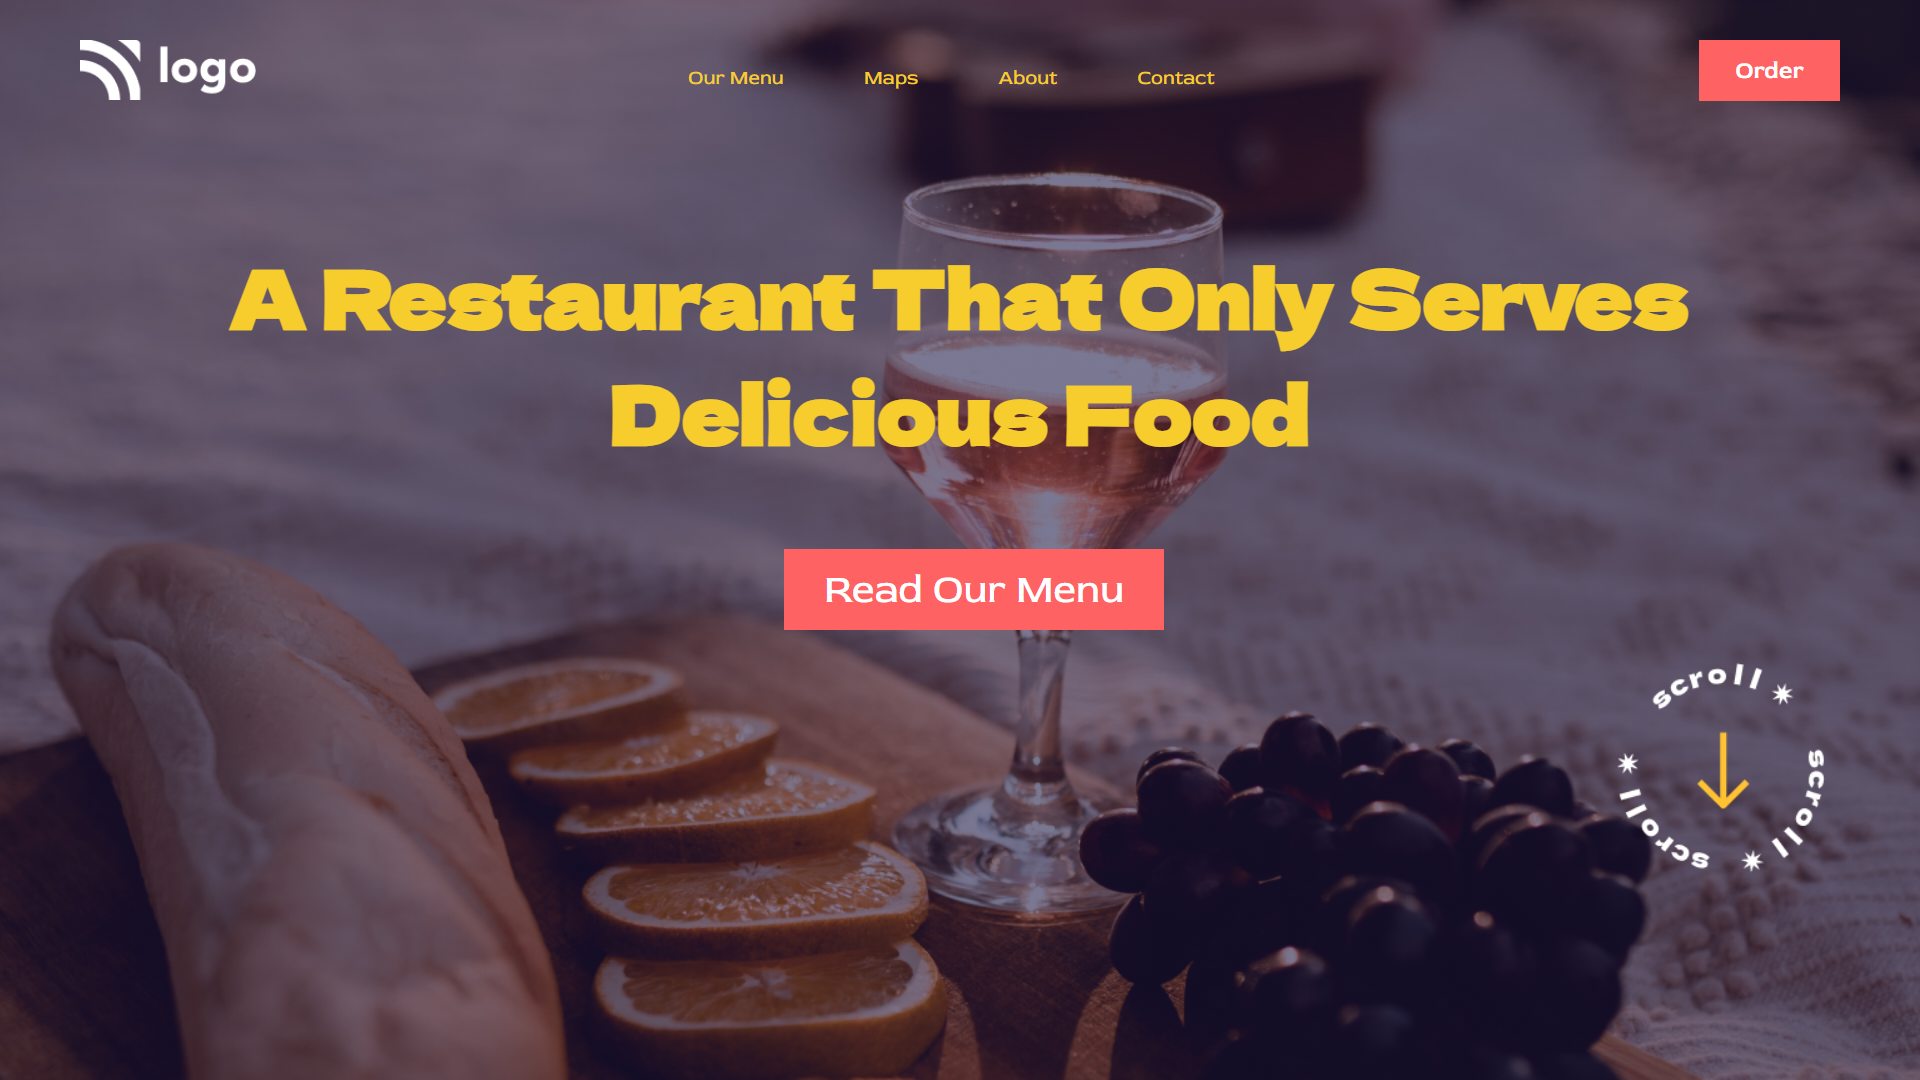 logo
Our Menu
Maps
About
Contact
Order
A Restaurant That Only Serves
Delicious Food
Read Our Menu
scroll
scroll
scroll